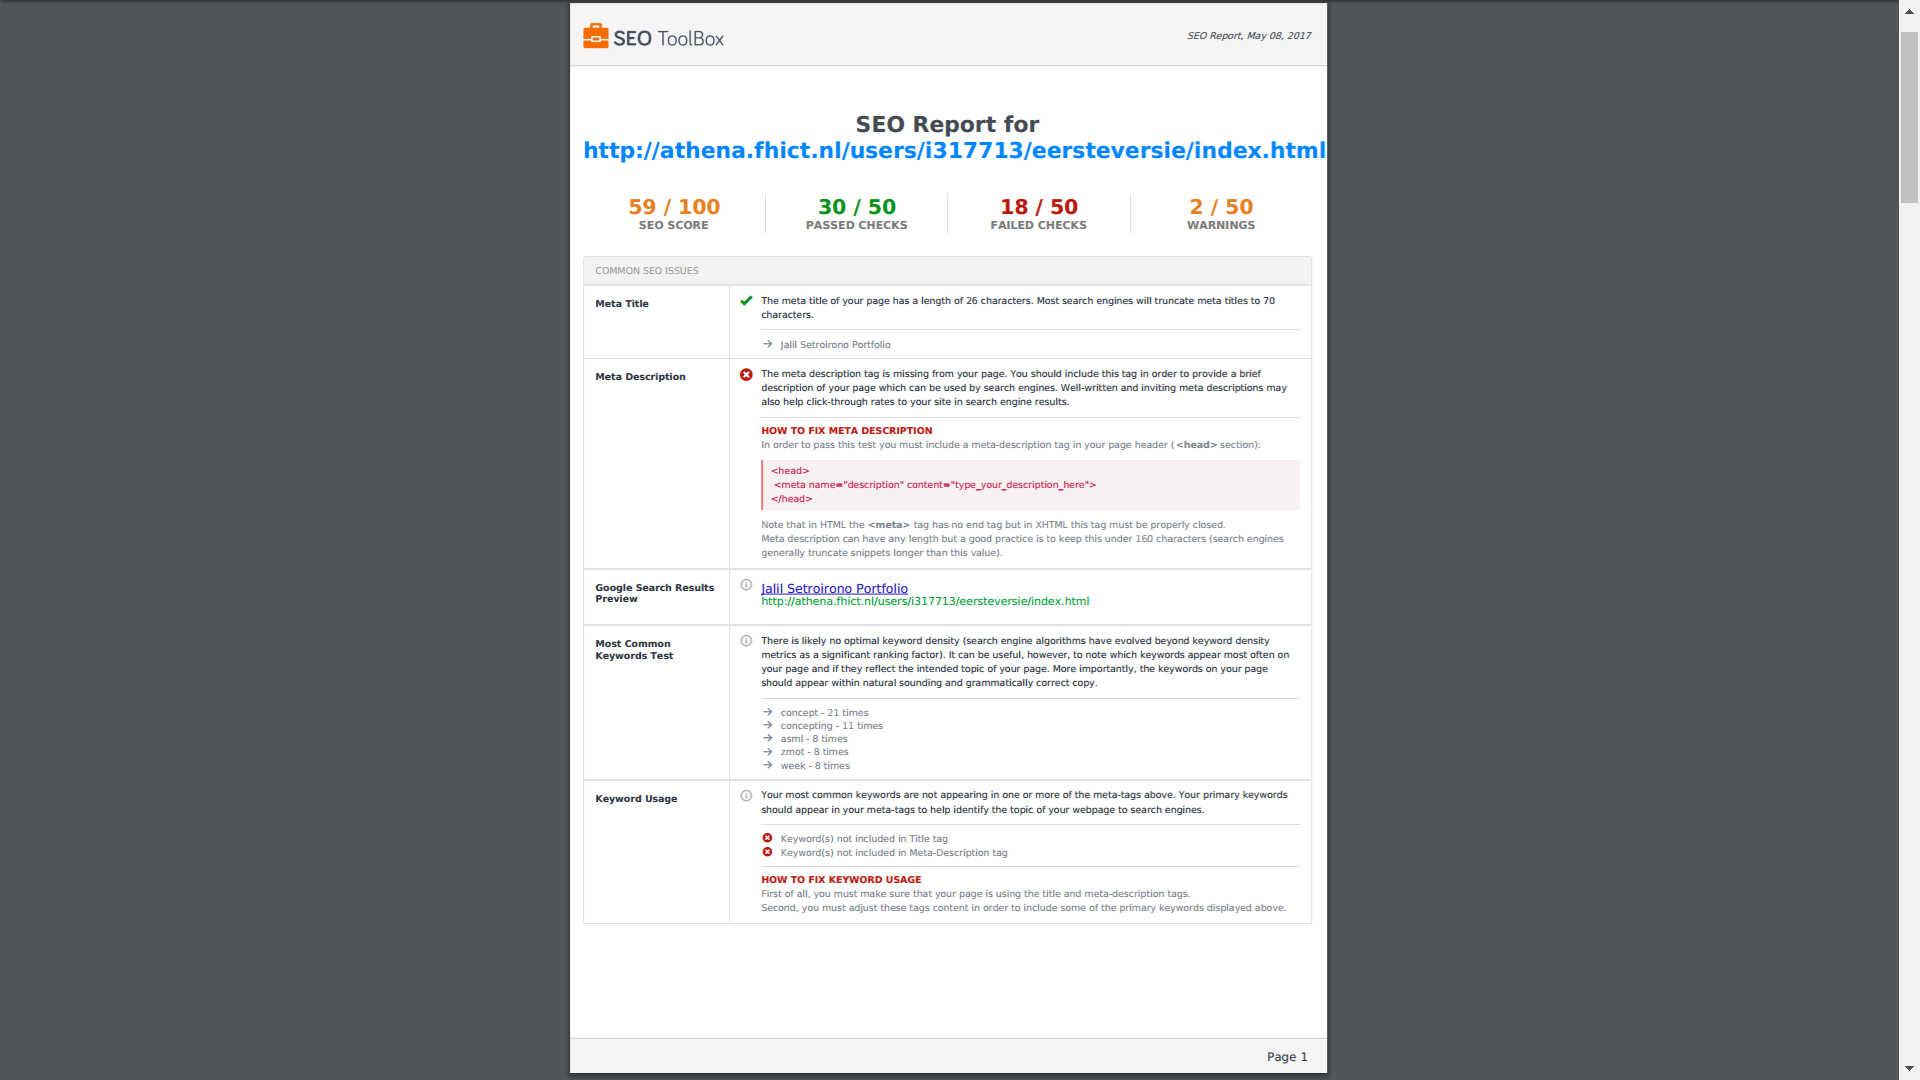 SEO ToolBox
SEO Report, May 08, 2017
SEO Report for
http://athena.fhict.nl/users/i317713/eersteversie/index.html
59 / 100
SEO SCORE
30 / 50
PASSED CHECKS
18 / 50
FAILED CHECKS
2 / 50
WARNINGS
COMMON SEO ISSUES
Meta Title
The meta title of your page has a length of 26 characters. Most search engines will truncate meta titles to 70
characters.
→ Jalil Setroirono Portfolio
Meta Description
The meta description tag is missing from your page. You should include this tag in order to provide a brief
description of your page which can be used by search engines. Well-written and inviting meta descriptions may
also help click-through rates to your site in search engine results.
HOW TO FIX META DESCRIPTION
In order to pass this test you must include a meta-description tag in your page header ( <head> section):
<head>
<meta name="description" content="type_your_description_here">
</head>
Note that in HTML the <meta> tag has no end tag but in XHTML this tag must be properly closed.
Meta description can have any length but a good practice is to keep this under 160 characters (search engines
generally truncate snippets longer than this value).
Google Search Results
Preview
Jalil Setroirono Portfolio
http://athena.fhict.nl/users/i317713/eersteversie/index.html
Most Common
Keywords Test
There is likely no optimal keyword density (search engine algorithms have evolved beyond keyword density
metrics as a significant ranking factor). It can be useful, however, to note which keywords appear most often on
your page and if they reflect the intended topic of your page. More importantly, the keywords on your page
should appear within natural sounding and grammatically correct copy.
→ concept - 21 times
→ concepting - 11 times
→ asml - 8 times
→ zmot - 8 times
→ week - 8 times
Keyword Usage
Your most common keywords are not appearing in one or more of the meta-tags above. Your primary keywords
should appear in your meta-tags to help identify the topic of your webpage to search engines.
Keyword(s) not included in Title tag
Keyword(s) not included in Meta-Description tag
HOW TO FIX KEYWORD USAGE
First of all, you must make sure that your page is using the title and meta-description tags.
Second, you must adjust these tags content in order to include some of the primary keywords displayed above.
Page 1